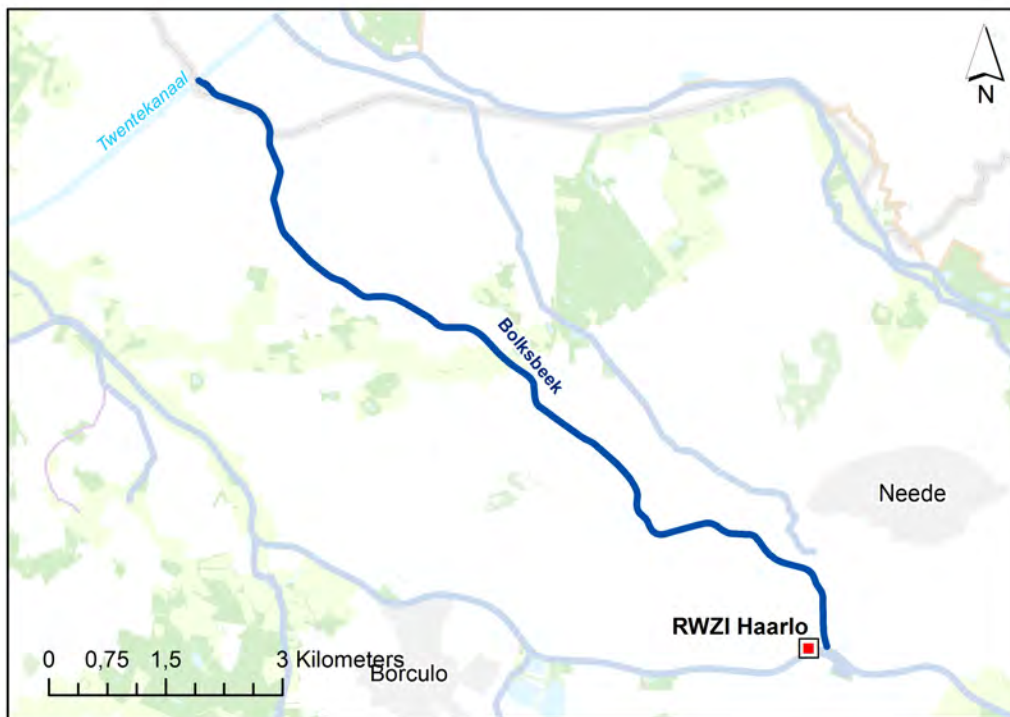 N
Twentekanaal
Bolksbeek
Neede
RWZI Haarlo
0 0,75 1,5 3 Kilometers
Borculo